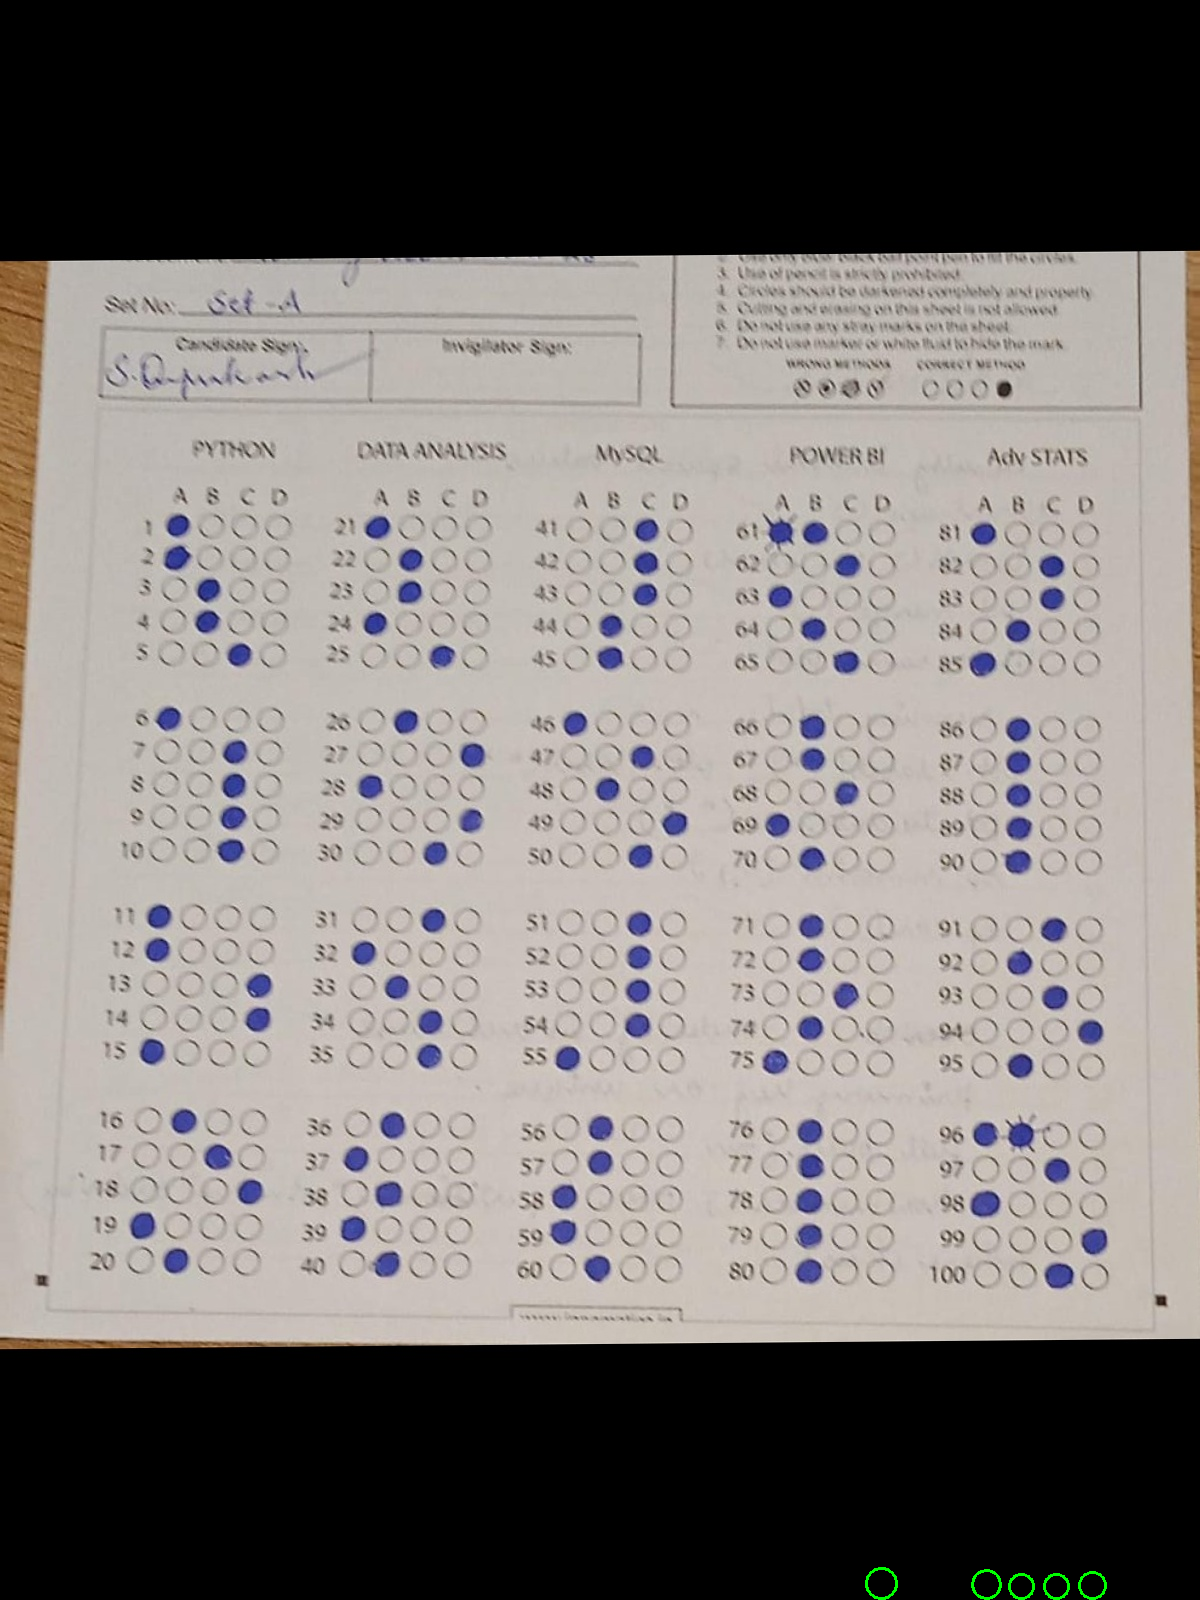 Set No: Set-A
Candidate Sign:
Invigilator Sign:
3. Use of pencil is strictly prohibited.
4. Circles should be darkened completely and properly.
5. Cutting and erasing on this sheet is not allowed.
6. Do not use any stray marks on the sheet.
7. Do not use marker or white fluid to hide the mark.
WRONG METHODS CORRECT METHOD
PYTHON DATA ANALYSIS MySQL POWER BI Adv STATS
A B C D A B C D A B C D A B C D A B C D
1 21 41 61 81
2 22 42 62 82
3 23 43 63 83
4 24 44 64 84
5 25 45 65 85
6 26 46 66 86
7 27 47 67 87
8 28 48 68 88
9 29 49 69 89
10 30 50 70 90
11 31 51 71 91
12 32 52 72 92
13 33 53 73 93
14 34 54 74 94
15 35 55 75 95
16 36 56 76 96
17 37 57 77 97
18 38 58 78 98
19 39 59 79 99
20 40 60 80 100